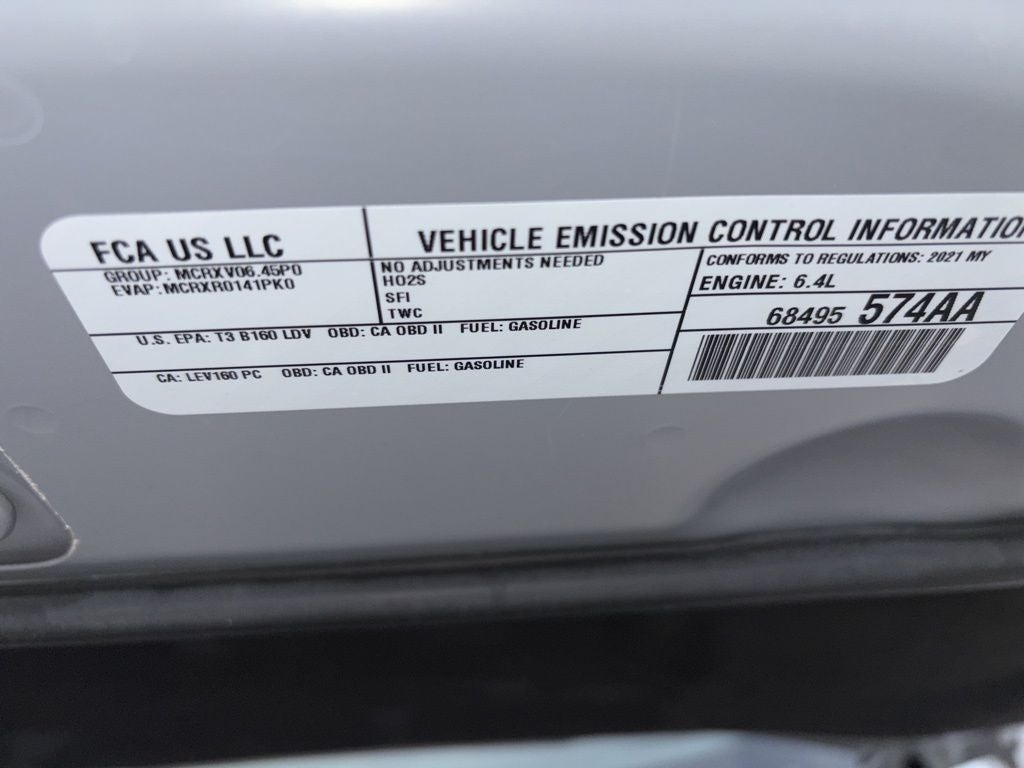 FCA US LLC
GROUP: MCRXV06.45P0
EVAP:MCRXR0141PK0
VEHICLE EMISSION CONTROL INFORMATION
NO ADJUSTMENTS NEEDED
HO2S
SFI
TWC
CONFORMS TO REGULATIONS: 2021 MY
ENGINE: 6.4L
68495 574AA
U.S. EPA: T3 B160 LDV OBD: CA OBD II FUEL: GASOLINE
CA: LEV160 PC OBD: CA OBD II FUEL: GASOLINE